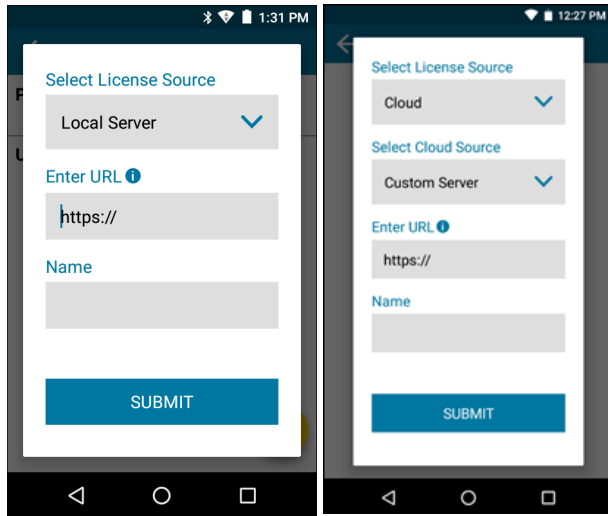 1:31 PM
Select License Source
Local Server
Enter URL
https://
Name
SUBMIT
12:27 PM
Select License Source
Cloud
Select Cloud Source
Custom Server
Enter URL
https://
Name
SUBMIT